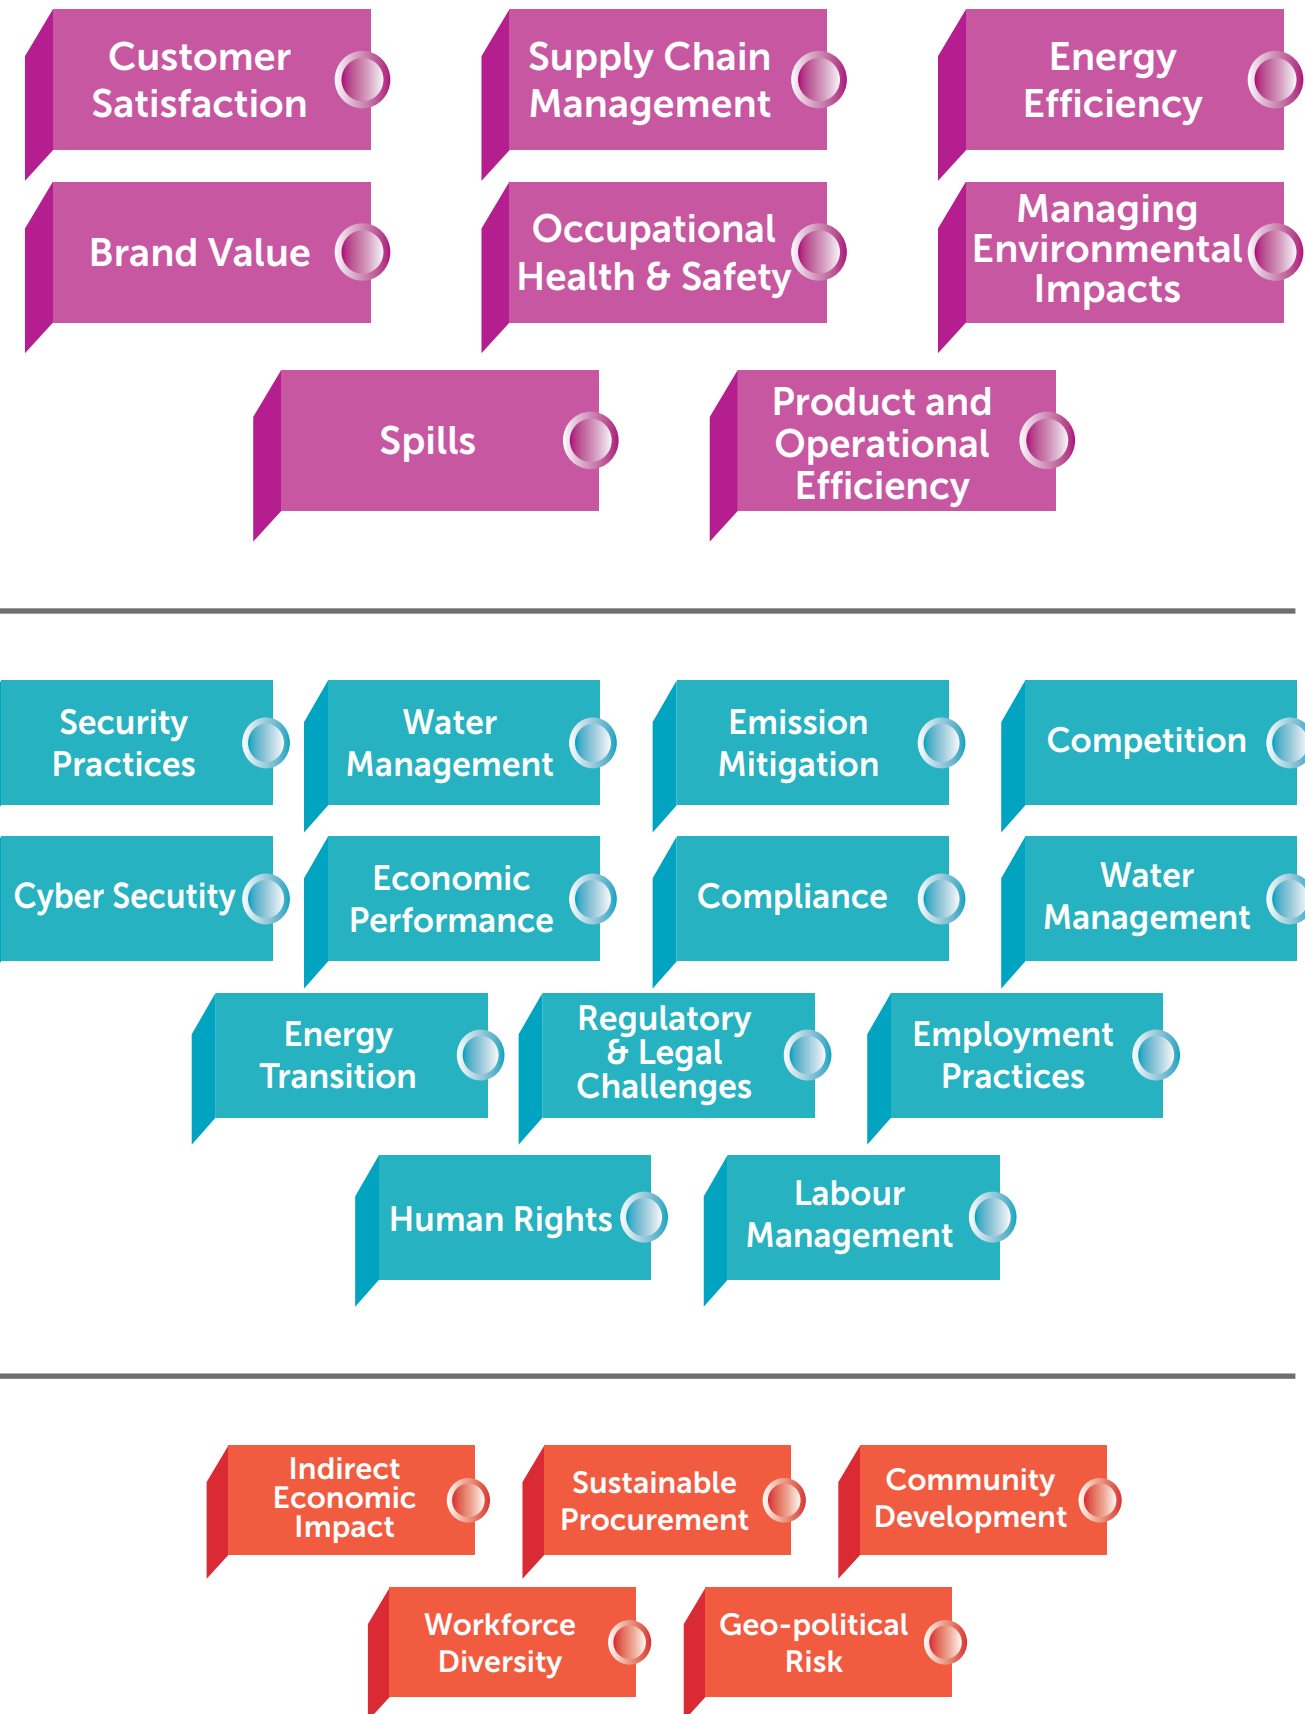 Customer
Satisfaction
Supply Chain
Management
Energy
Efficiency
Brand Value
Occupational
Health & Safety
Managing
Environmental
Impacts
Spills
Product and
Operational
Efficiency
Security
Practices
Water
Management
Emission
Mitigation
Competition
Cyber Secutity
Economic
Performance
Compliance
Water
Management
Energy
Transition
Regulatory
& Legal
Challenges
Employment
Practices
Human Rights
Labour
Management
Indirect
Economic
Impact
Sustainable
Procurement
Community
Development
Workforce
Diversity
Geo-political
Risk